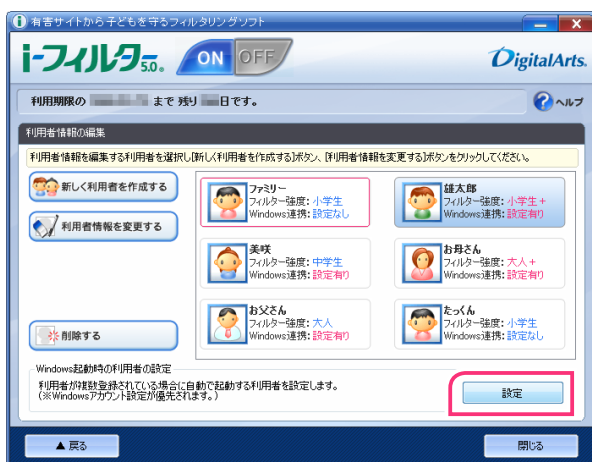 有害サイトから子どもを守るフィルタリングソフト
i-フィルター5.0.
ON OFF
DigitalArts.
利用期限の まで 残り 日です。
ヘルプ
利用者情報の編集
利用者情報を編集する利用者を選択し[新しく利用者を作成する]ボタン、[利用者情報を変更する]ボタンをクリックしてください。
新しく利用者を作成する
利用者情報を変更する
削除する
ファミリー
フィルター強度: 小学生
Windows連携: 設定なし
雄太郎
フィルター強度: 小学生+
Windows連携: 設定有り
美咲
フィルター強度: 中学生
Windows連携: 設定有り
お母さん
フィルター強度: 大人+
Windows連携: 設定有り
お父さん
フィルター強度: 大人
Windows連携: 設定有り
たっくん
フィルター強度: 小学生
Windows連携: 設定なし
Windows起動時の利用者の設定
利用者が複数登録されている場合に自動で起動する利用者を設定します。
(※Windowsアカウント設定が優先されます。)
設定
▲ 戻る
閉じる